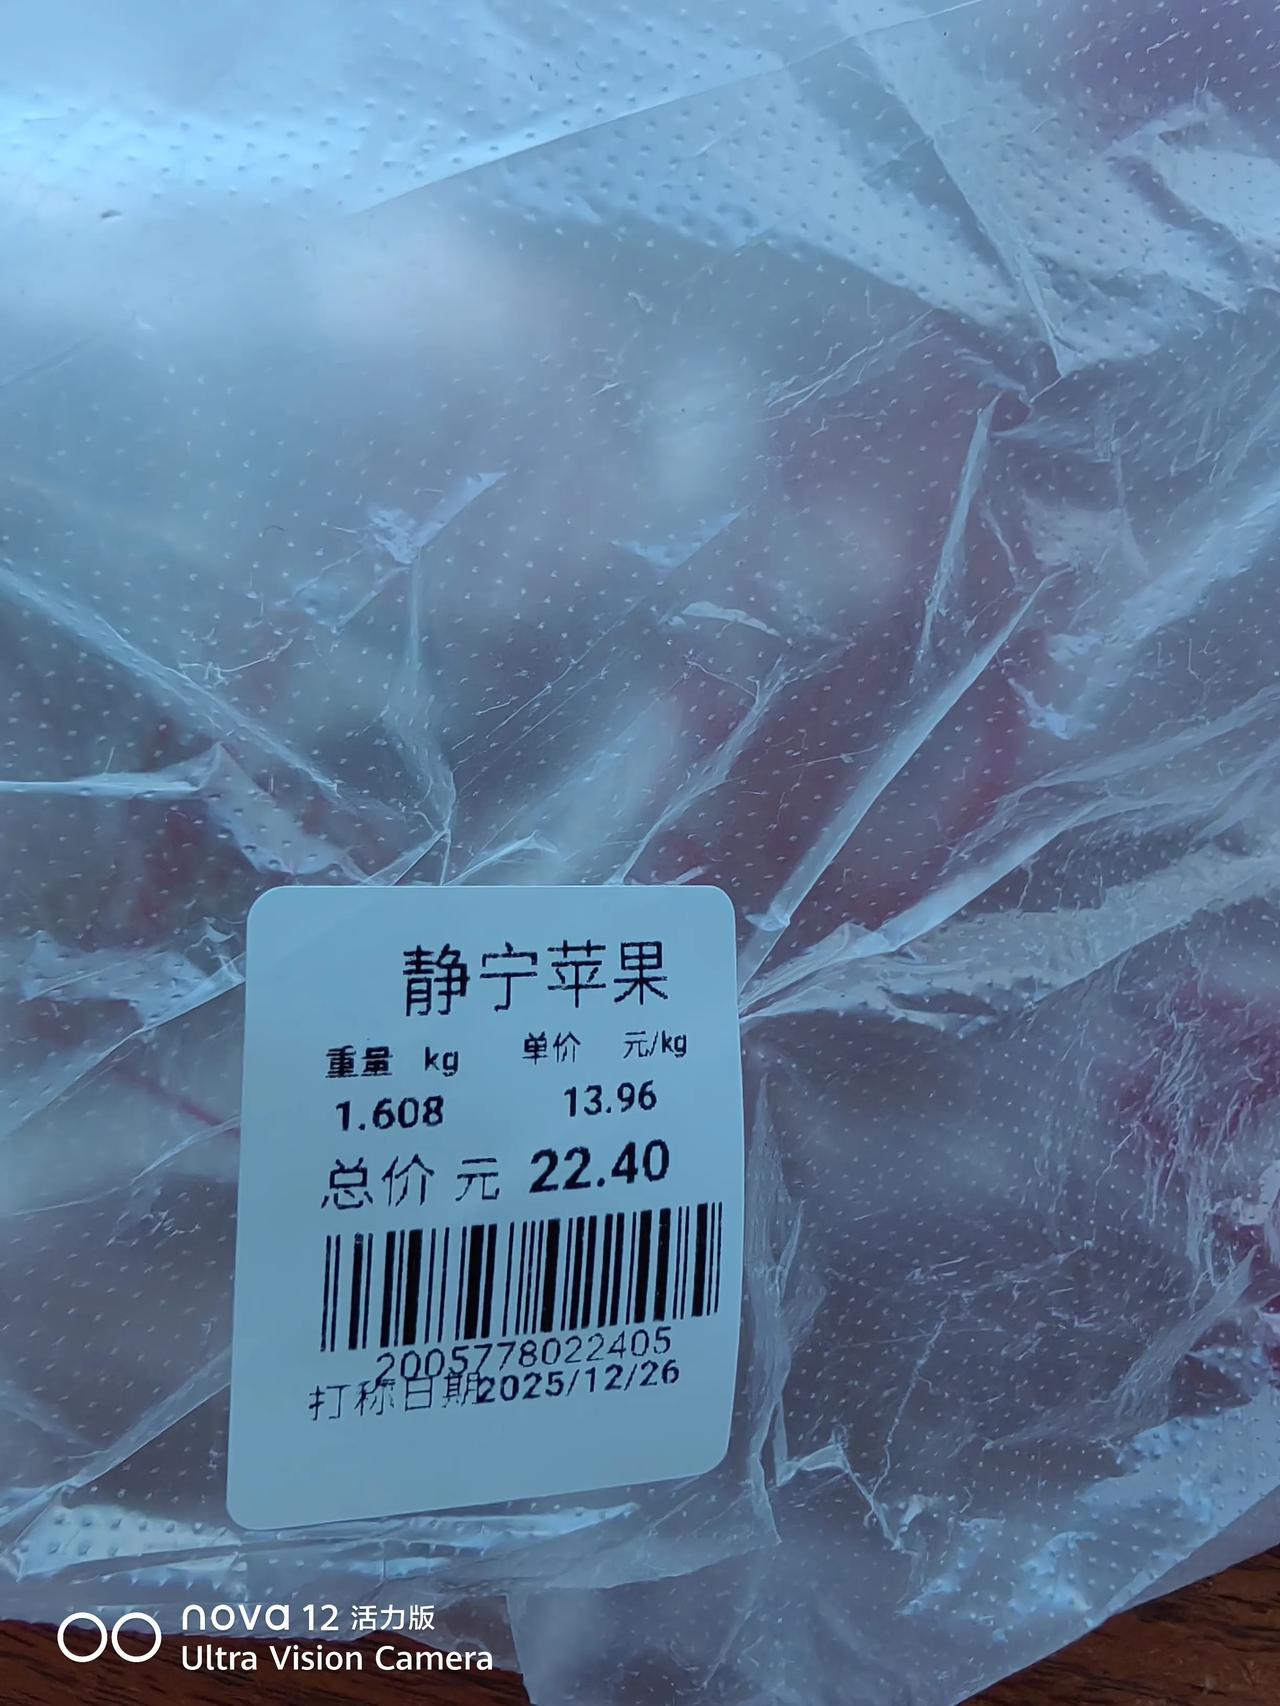 静宁苹果
重量 kg 单价 元/kg
1.608 13.96
总价 元 22.40
2005778022405
打称日期2025/12/26
nova 12 活力版
Ultra Vision Camera